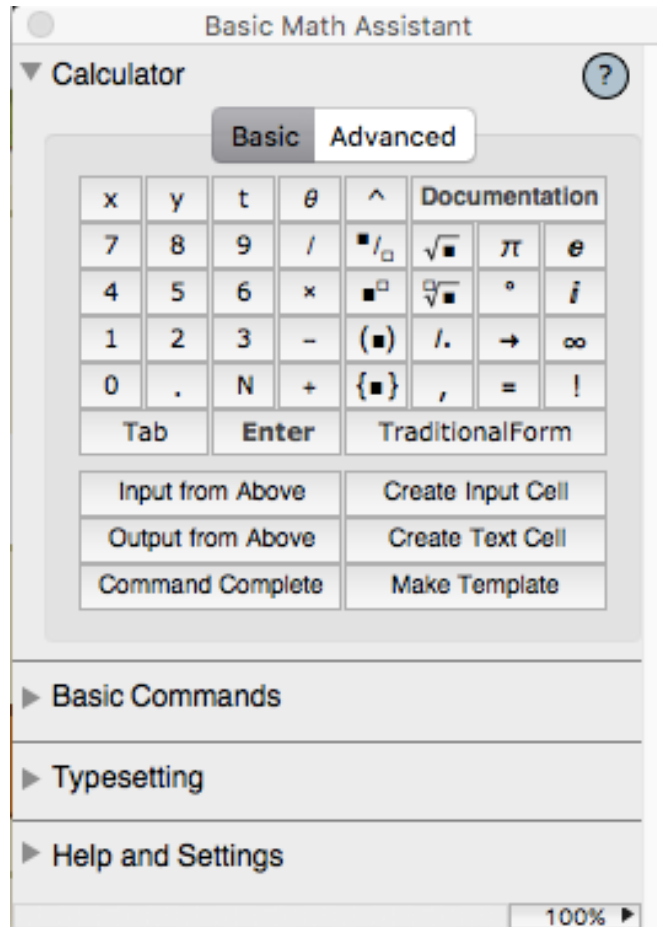 Basic Math Assistant
▼ Calculator ?
Basic Advanced
x y t θ ^ Documentation
7 8 9 / ■/□ √■ π e
4 5 6 × ■□ □√■ ° i
1 2 3 − (■) /. → ∞
0 . N + {■} , = !
Tab Enter TraditionalForm
Input from Above Create Input Cell
Output from Above Create Text Cell
Command Complete Make Template
▶ Basic Commands
▶ Typesetting
▶ Help and Settings
100% ▶